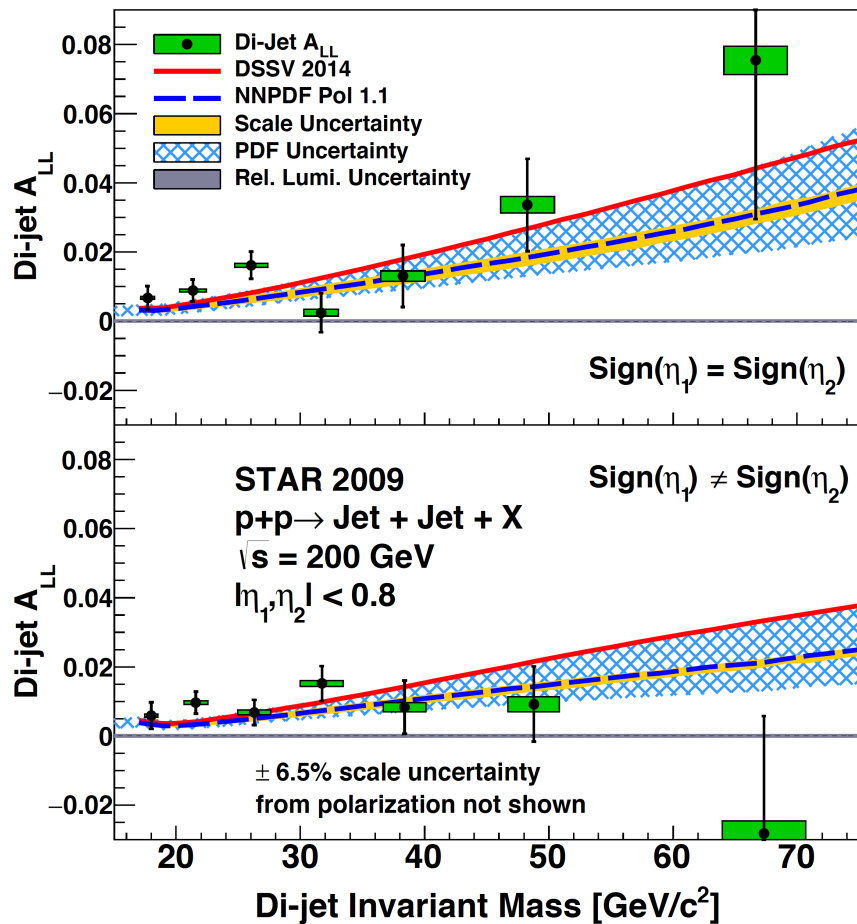 0.08
0.06
0.04
0.02
0
−0.02
Di-jet A_LL
Di-Jet A_LL
DSSV 2014
NNPDF Pol 1.1
Scale Uncertainty
PDF Uncertainty
Rel. Lumi. Uncertainty
Sign(η₁) = Sign(η₂)
0.08
0.06
0.04
0.02
0
−0.02
Di-jet A_LL
STAR 2009
p+p→ Jet + Jet + X
√s = 200 GeV
|η₁,η₂| < 0.8
Sign(η₁) ≠ Sign(η₂)
± 6.5% scale uncertainty
from polarization not shown
20 30 40 50 60 70
Di-jet Invariant Mass [GeV/c²]